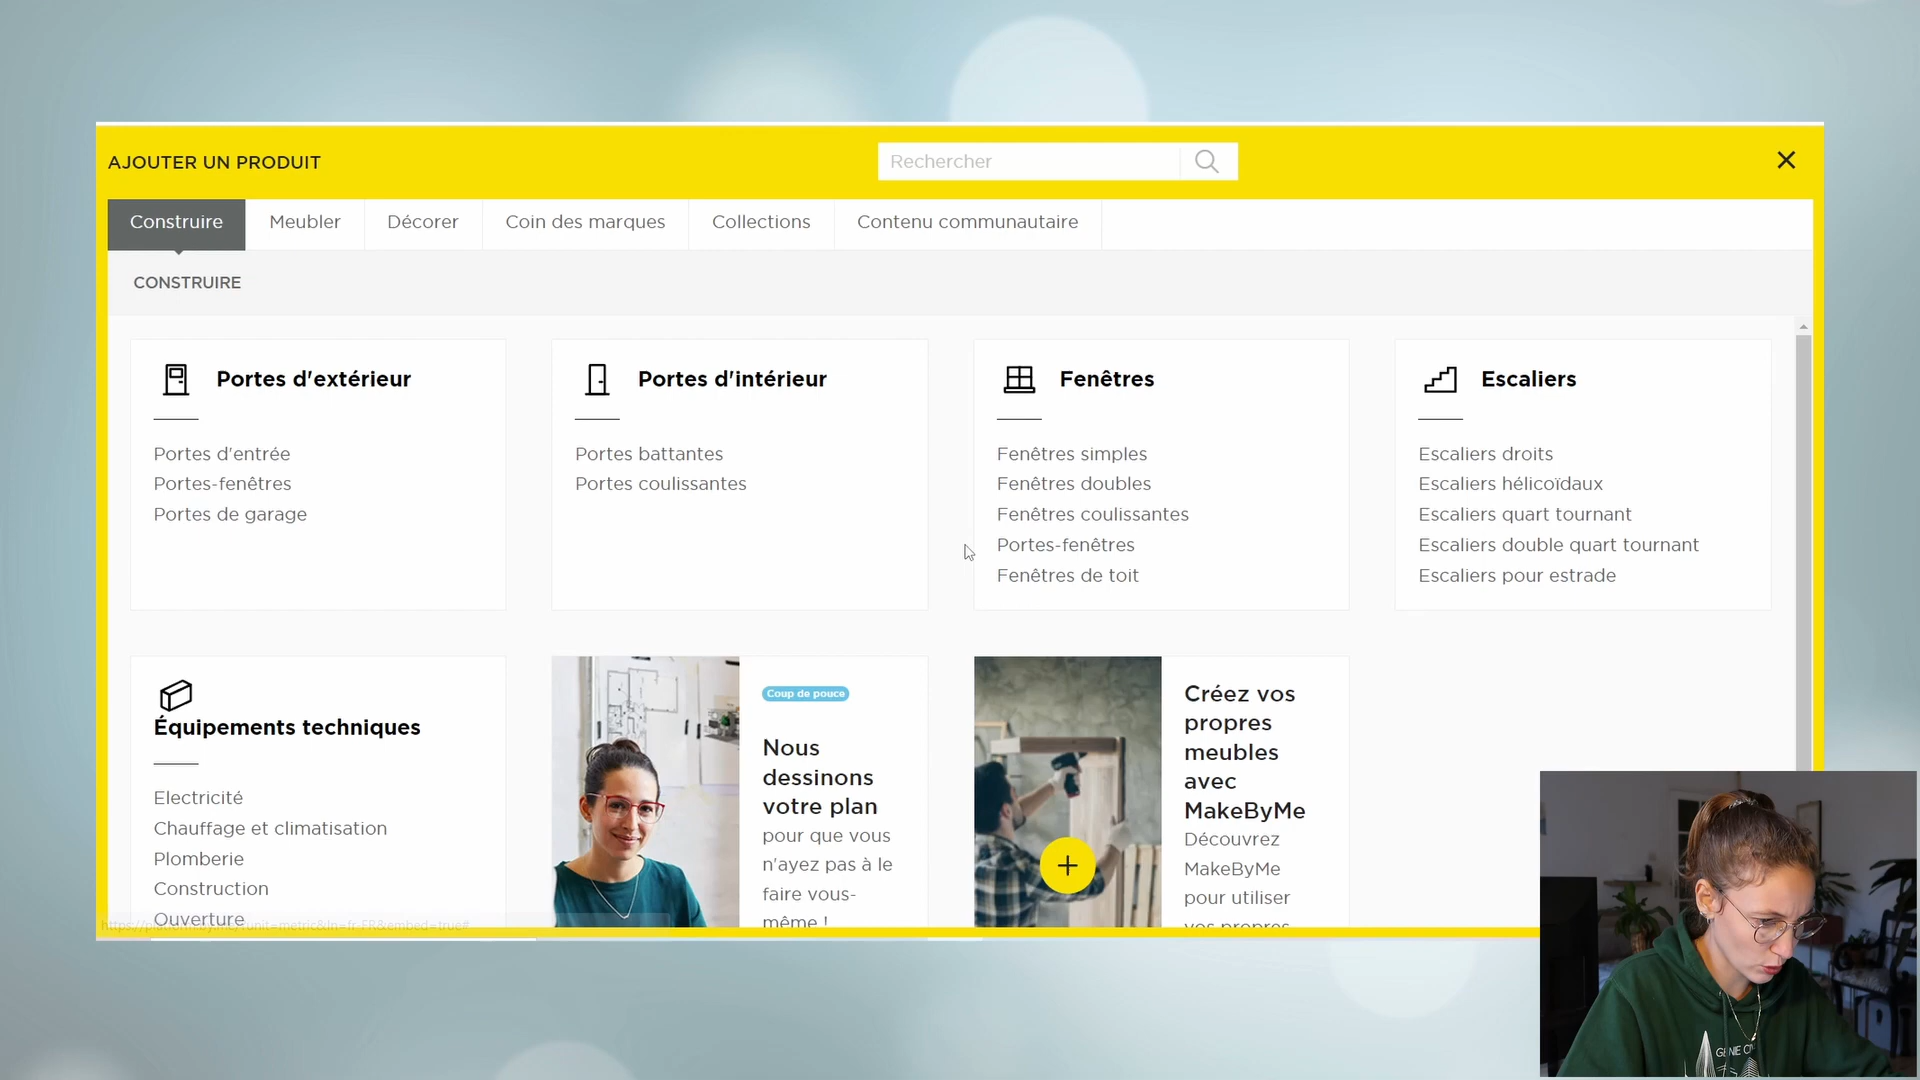 AJOUTER UN PRODUIT
Rechercher
Construire
Meubler
Décorer
Coin des marques
Collections
Contenu communautaire
CONSTRUIRE
Portes d'extérieur
Portes d'entrée
Portes-fenêtres
Portes de garage
Portes d'intérieur
Portes battantes
Portes coulissantes
Fenêtres
Fenêtres simples
Fenêtres doubles
Fenêtres coulissantes
Portes-fenêtres
Fenêtres de toit
Escaliers
Escaliers droits
Escaliers hélicoïdaux
Escaliers quart tournant
Escaliers double quart tournant
Escaliers pour estrade
Équipements techniques
Electricité
Chauffage et climatisation
Plomberie
Construction
Ouverture
Coup de pouce
Nous
dessinons
votre plan
pour que vous
n'ayez pas à le
faire vous-
même !
Créez vos
propres
meubles
avec
MakeByMe
Découvrez
MakeByMe
pour utiliser
vos propres